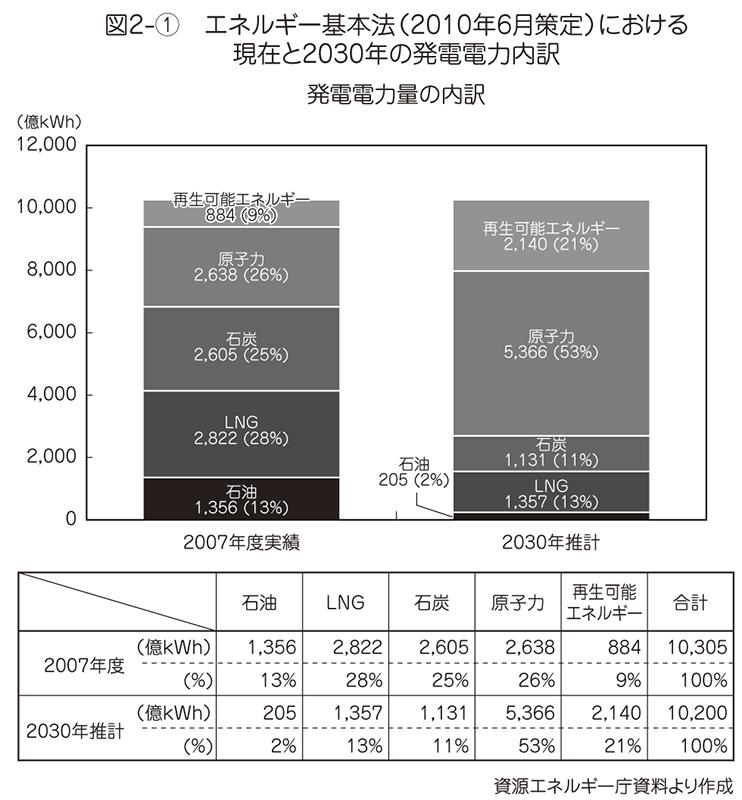 図2-① エネルギー基本法（2010年6月策定）における
現在と2030年の発電電力内訳
発電電力量の内訳
（億kWh）
12,000
10,000
8,000
6,000
4,000
2,000
0
再生可能エネルギー
884（9%）
原子力
2,638（26%）
石炭
2,605（25%）
LNG
2,822（28%）
石油
1,356（13%）
再生可能エネルギー
2,140（21%）
原子力
5,366（53%）
石炭
1,131（11%）
LNG
1,357（13%）
石油
205（2%）
2007年度実績 2030年推計
石油 LNG 石炭 原子力 再生可能エネルギー 合計
2007年度 （億kWh） 1,356 2,822 2,605 2,638 884 10,305
（%） 13% 28% 25% 26% 9% 100%
2030年推計 （億kWh） 205 1,357 1,131 5,366 2,140 10,200
（%） 2% 13% 11% 53% 21% 100%
資源エネルギー庁資料より作成